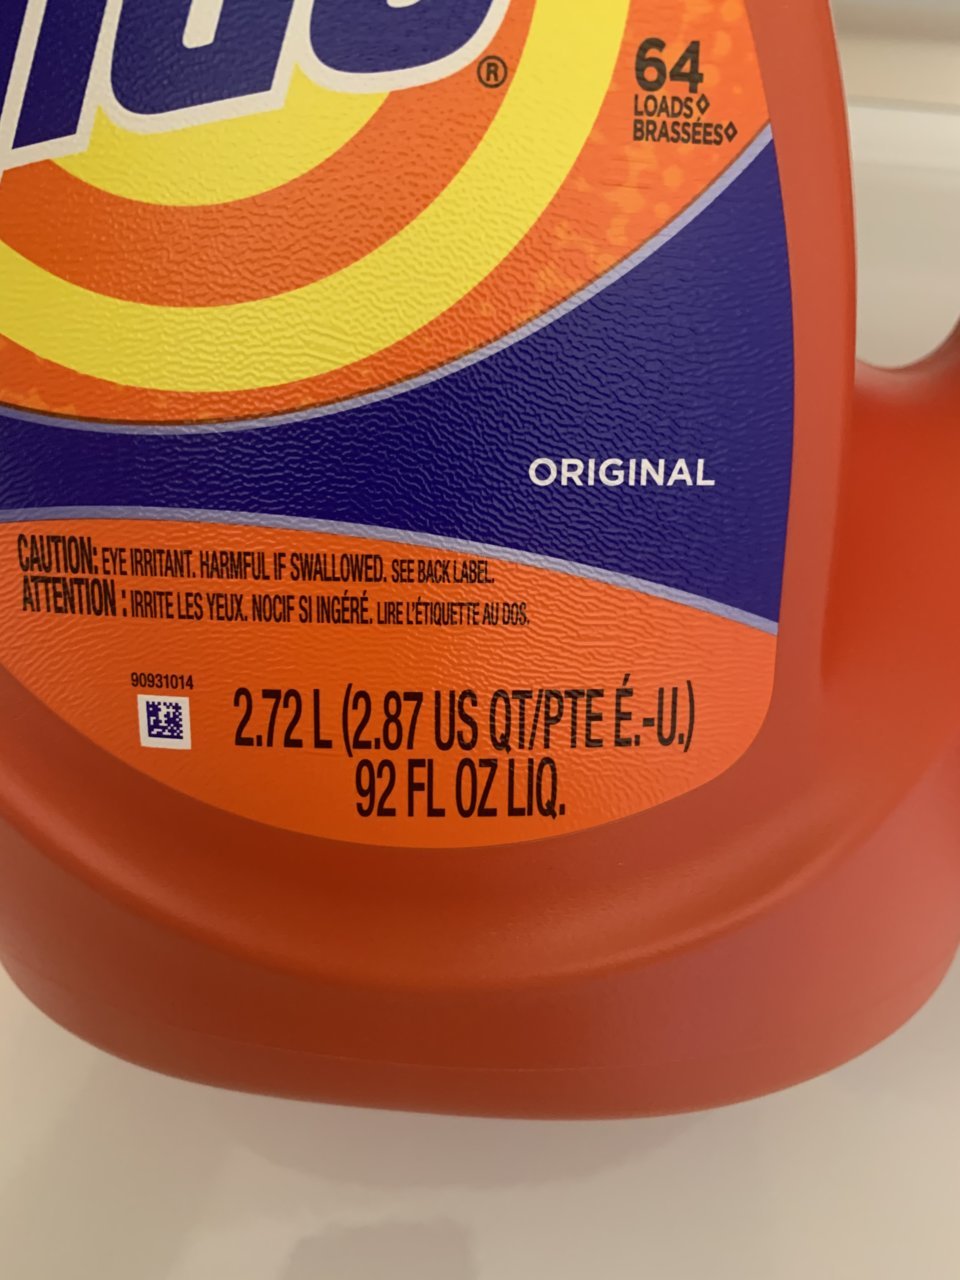 ®
64
LOADS◊
BRASSÉES◊
ORIGINAL
CAUTION: EYE IRRITANT. HARMFUL IF SWALLOWED. SEE BACK LABEL.
ATTENTION : IRRITE LES YEUX. NOCIF SI INGÉRÉ. LIRE L'ÉTIQUETTE AU DOS.
90931014
2.72 L (2.87 US QT/PTE É.-U.)
92 FL OZ LIQ.